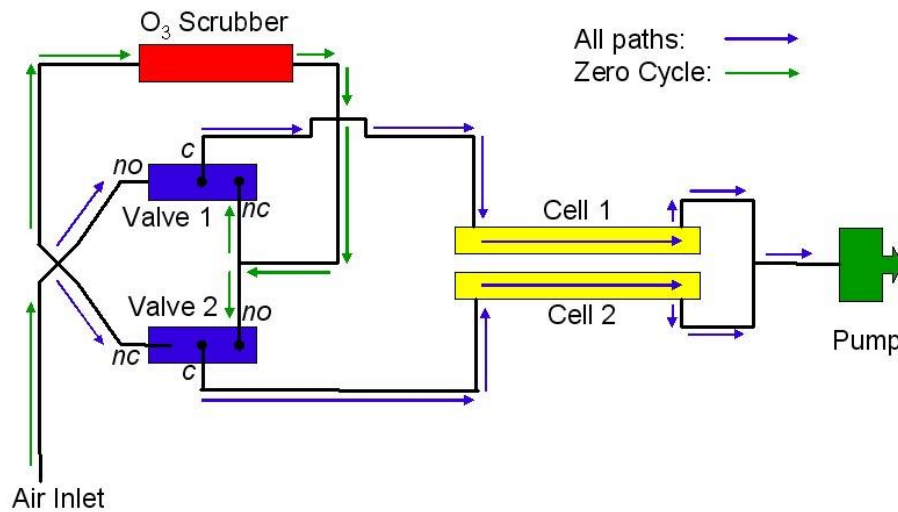 O₃ Scrubber
All paths:
Zero Cycle:
c
no
nc
Valve 1
Cell 1
Valve 2
no
nc
c
Cell 2
Pump
Air Inlet